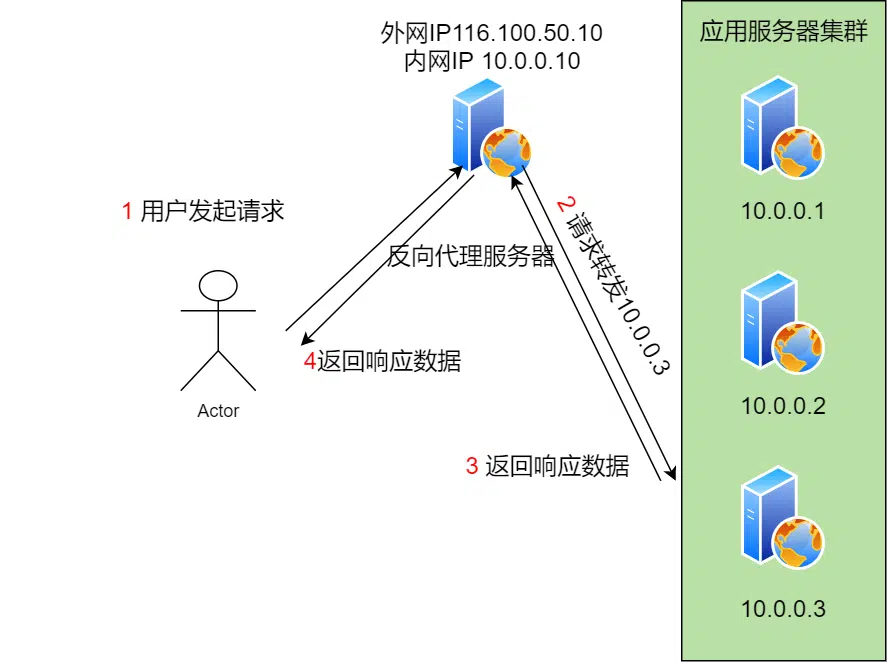 外网IP116.100.50.10
内网IP 10.0.0.10
应用服务器集群
1 用户发起请求
10.0.0.1
2 请求转发10.0.0.3
反向代理服务器
4返回响应数据
Actor
10.0.0.2
3 返回响应数据
10.0.0.3